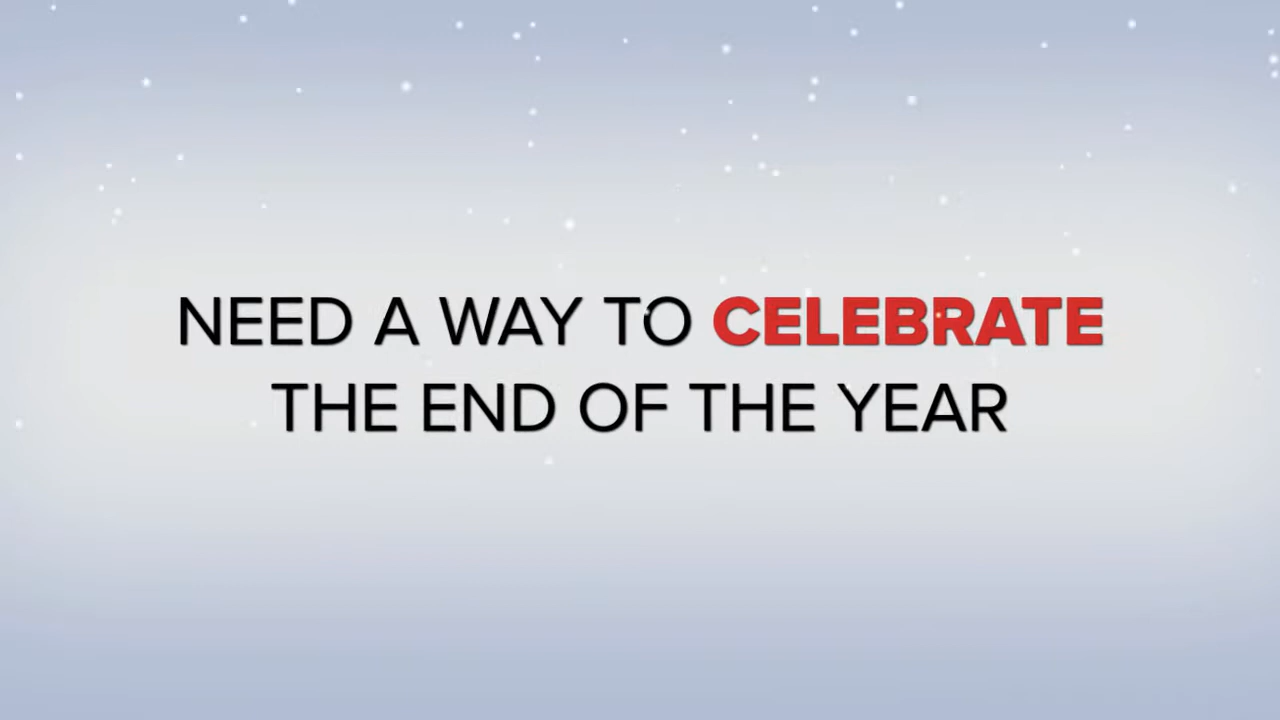 NEED A WAY TO CELEBRATE
THE END OF THE YEAR